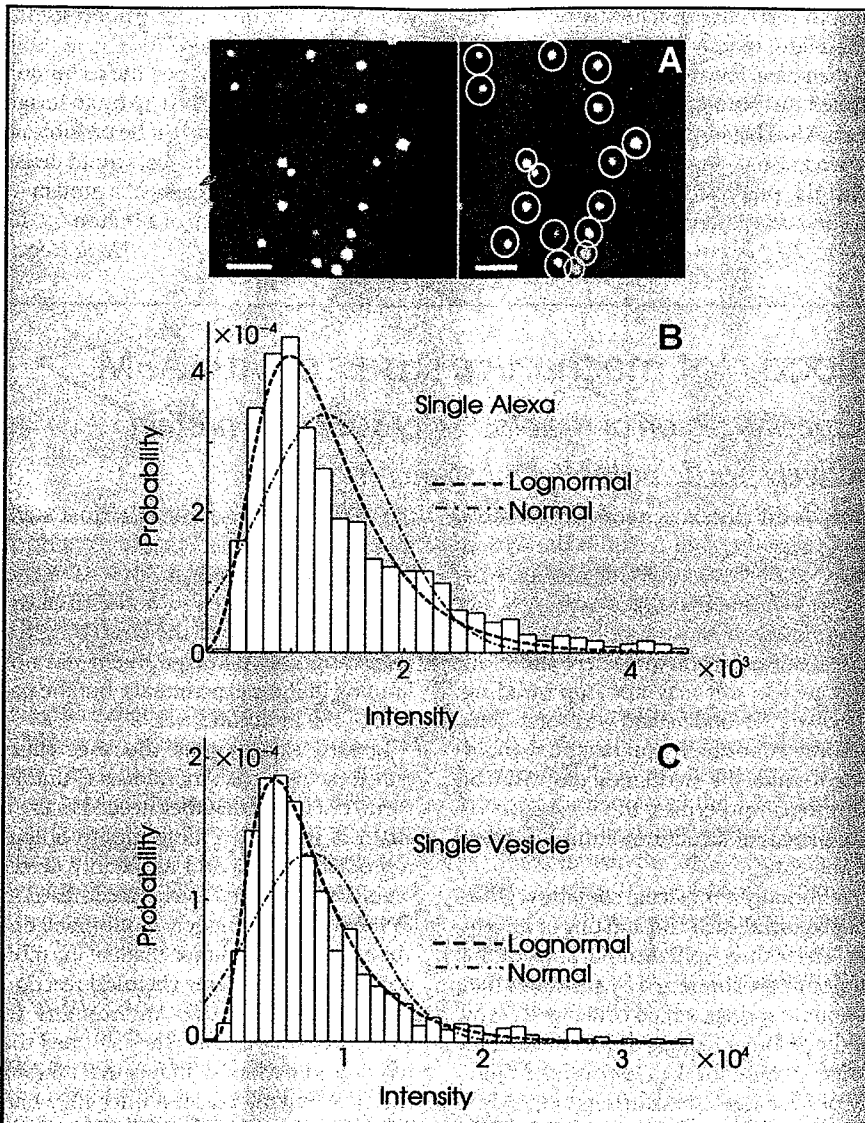 A
×10⁻⁴
B
4
Single Alexa
Probability
Lognormal
Normal
2
0
2
4
×10³
Intensity
2
×10⁻⁴
C
Single Vesicle
Probability
1
Lognormal
Normal
0
1
2
3
×10⁴
Intensity